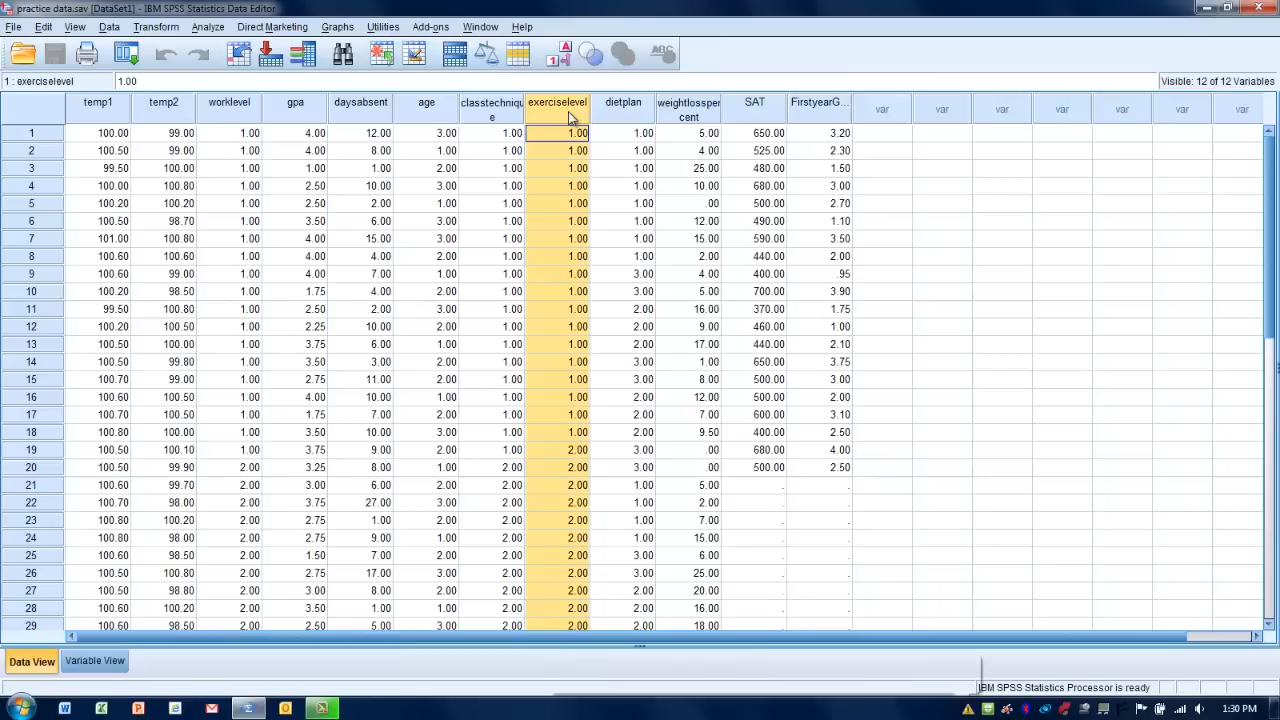 practice data.sav [DataSet1] - IBM SPSS Statistics Data Editor
File Edit View Data Transform Analyze Direct Marketing Graphs Utilities Add-ons Window Help
1 : exerciselevel 1.00 Visible: 12 of 12 Variables
temp1 temp2 worklevel gpa daysabsent age classtechniqu exerciselevel dietplan weightlossper SAT FirstyearG... var var var var var var var
e cent
1 100.00 99.00 1.00 4.00 12.00 3.00 1.00 1.00 1.00 5.00 650.00 3.20
2 100.50 99.00 1.00 4.00 8.00 1.00 1.00 1.00 1.00 4.00 525.00 2.30
3 99.50 100.00 1.00 1.00 1.00 2.00 1.00 1.00 1.00 25.00 480.00 1.50
4 100.00 100.80 1.00 2.50 10.00 3.00 1.00 1.00 1.00 10.00 680.00 3.00
5 100.20 100.20 1.00 2.50 2.00 1.00 1.00 1.00 1.00 .00 500.00 2.70
6 100.50 98.70 1.00 3.50 6.00 3.00 1.00 1.00 1.00 12.00 490.00 1.10
7 101.00 100.80 1.00 4.00 15.00 3.00 1.00 1.00 1.00 15.00 590.00 3.50
8 100.60 100.60 1.00 4.00 4.00 2.00 1.00 1.00 1.00 2.00 440.00 2.00
9 100.60 99.00 1.00 4.00 7.00 1.00 1.00 1.00 3.00 4.00 400.00 .95
10 100.20 98.50 1.00 1.75 4.00 2.00 1.00 1.00 3.00 5.00 700.00 3.90
11 99.50 100.80 1.00 2.50 2.00 3.00 1.00 1.00 2.00 16.00 370.00 1.75
12 100.20 100.50 1.00 2.25 10.00 2.00 1.00 1.00 2.00 9.00 460.00 1.00
13 100.50 100.00 1.00 3.75 6.00 1.00 1.00 1.00 2.00 17.00 440.00 2.10
14 100.50 99.80 1.00 3.50 3.00 2.00 1.00 1.00 3.00 1.00 650.00 3.75
15 100.70 99.00 1.00 2.75 11.00 2.00 1.00 1.00 3.00 8.00 500.00 3.00
16 100.60 100.50 1.00 4.00 10.00 1.00 1.00 1.00 2.00 12.00 500.00 2.00
17 100.70 100.50 1.00 1.75 7.00 2.00 1.00 1.00 2.00 7.00 600.00 3.10
18 100.80 100.00 1.00 3.50 10.00 3.00 1.00 1.00 2.00 9.50 400.00 2.50
19 100.50 100.10 1.00 3.75 9.00 2.00 1.00 2.00 3.00 .00 680.00 4.00
20 100.50 99.90 2.00 3.25 8.00 1.00 2.00 2.00 3.00 .00 500.00 2.50
21 100.60 99.70 2.00 3.00 6.00 2.00 2.00 2.00 1.00 5.00 . .
22 100.70 98.00 2.00 3.75 27.00 3.00 2.00 2.00 1.00 2.00 . .
23 100.80 100.20 2.00 2.75 1.00 2.00 2.00 2.00 1.00 7.00 . .
24 100.80 98.00 2.00 2.75 9.00 1.00 2.00 2.00 1.00 15.00 . .
25 100.60 98.50 2.00 1.50 7.00 2.00 2.00 2.00 3.00 6.00 . .
26 100.50 100.80 2.00 2.75 17.00 3.00 2.00 2.00 3.00 25.00 . .
27 100.50 98.80 2.00 3.00 8.00 2.00 2.00 2.00 2.00 20.00 . .
28 100.60 100.20 2.00 3.50 1.00 1.00 2.00 2.00 2.00 16.00 . .
29 100.60 98.50 2.00 2.50 5.00 3.00 2.00 2.00 2.00 18.00 . .
Data View Variable View
IBM SPSS Statistics Processor is ready
1:30 PM